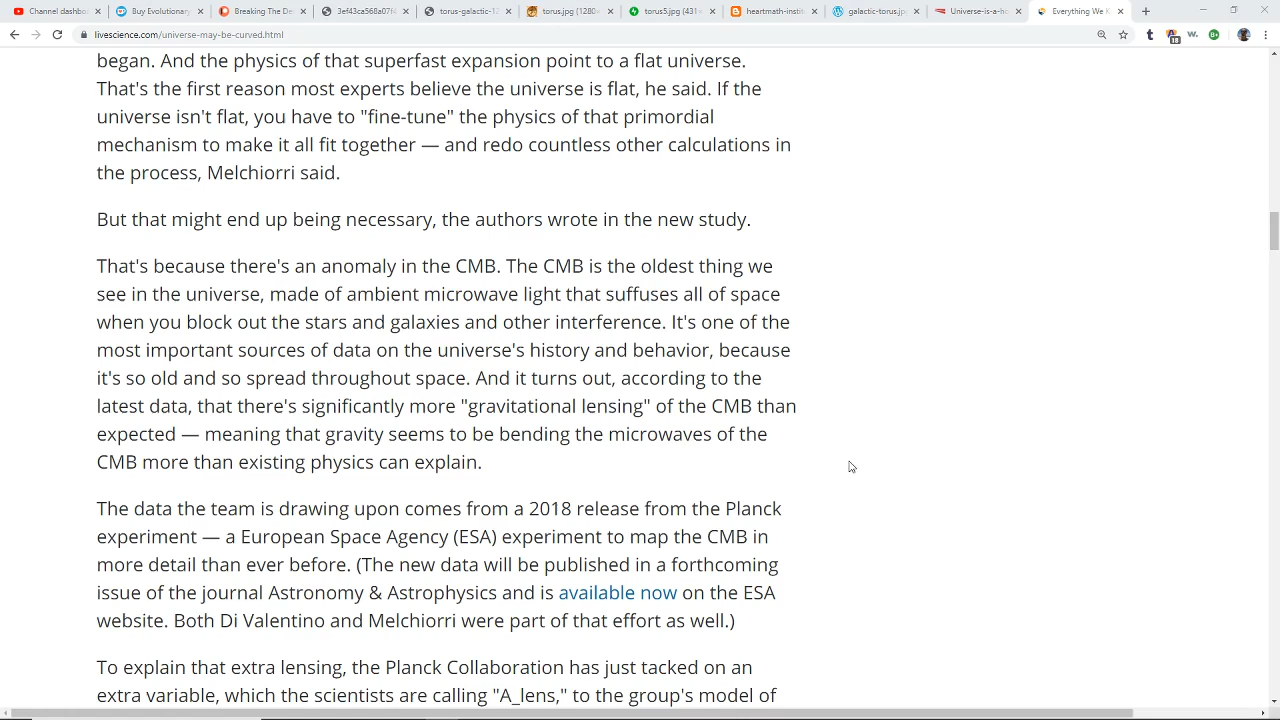 Channel dashbo
Buy Evolutionary
Breaking The De
3ef43ca568a07f4
torus-galactic-12
torus.jpg (1280×
torus5.jpg (431×
heartmath-instit
galactic-torus.jp
Universe-is-a-ho
Everything We K
livescience.com/universe-may-be.curved.html
began. And the physics of that superfast expansion point to a flat universe.
That's the first reason most experts believe the universe is flat, he said. If the
universe isn't flat, you have to "fine-tune" the physics of that primordial
mechanism to make it all fit together — and redo countless other calculations in
the process, Melchiorri said.
But that might end up being necessary, the authors wrote in the new study.
That's because there's an anomaly in the CMB. The CMB is the oldest thing we
see in the universe, made of ambient microwave light that suffuses all of space
when you block out the stars and galaxies and other interference. It's one of the
most important sources of data on the universe's history and behavior, because
it's so old and so spread throughout space. And it turns out, according to the
latest data, that there's significantly more "gravitational lensing" of the CMB than
expected — meaning that gravity seems to be bending the microwaves of the
CMB more than existing physics can explain.
The data the team is drawing upon comes from a 2018 release from the Planck
experiment — a European Space Agency (ESA) experiment to map the CMB in
more detail than ever before. (The new data will be published in a forthcoming
issue of the journal Astronomy & Astrophysics and is available now on the ESA
website. Both Di Valentino and Melchiorri were part of that effort as well.)
To explain that extra lensing, the Planck Collaboration has just tacked on an
extra variable, which the scientists are calling "A_lens," to the group's model of